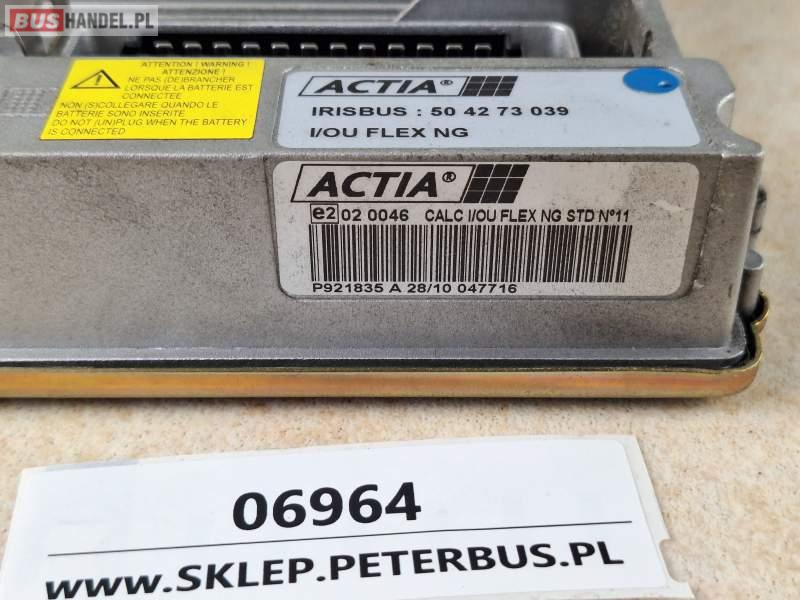 BUSHANDEL.PL
ATTENTION ! WARNING !
ATTENZIONE !
NE PAS (DE)BRANCHER
LORSQUE LA BATTERIE EST
CONNECTEE
NON (S)COLLEGARE QUANDO LE
BATTERIE SONO INSERITE
DO NOT (UN)PLUG WHEN THE BATTERY
IS CONNECTED
ACTIA®
IRISBUS : 50 42 73 039
I/OU FLEX NG
ACTIA®
e2 02 0046 CALC I/OU FLEX NG STD N°11
P921835 A 28/10 047716
06964
WWW.SKLEP.PETERBUS.PL